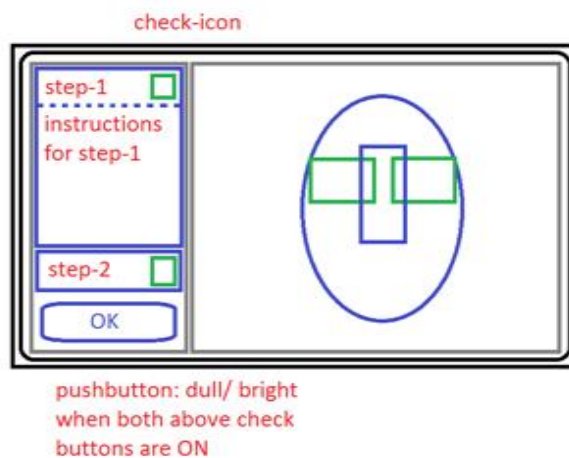 check-icon
step-1
instructions
for step-1
step-2
OK
pushbutton: dull/ bright
when both above check
buttons are ON